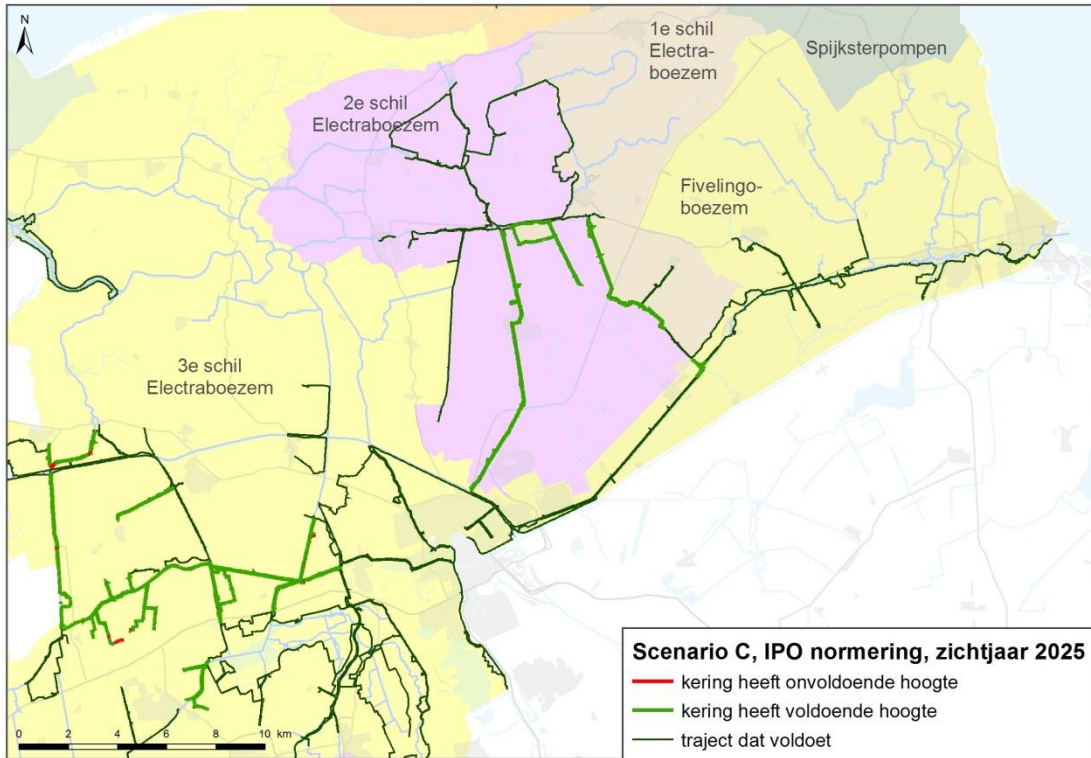 N
1e schil
Electra-
boezem
Spijksterpompen
2e schil
Electraboezem
Fivelingo-
boezem
3e schil
Electraboezem
Scenario C, IPO normering, zichtjaar 2025
kering heeft onvoldoende hoogte
kering heeft voldoende hoogte
traject dat voldoet
0 2 4 6 8 10 km